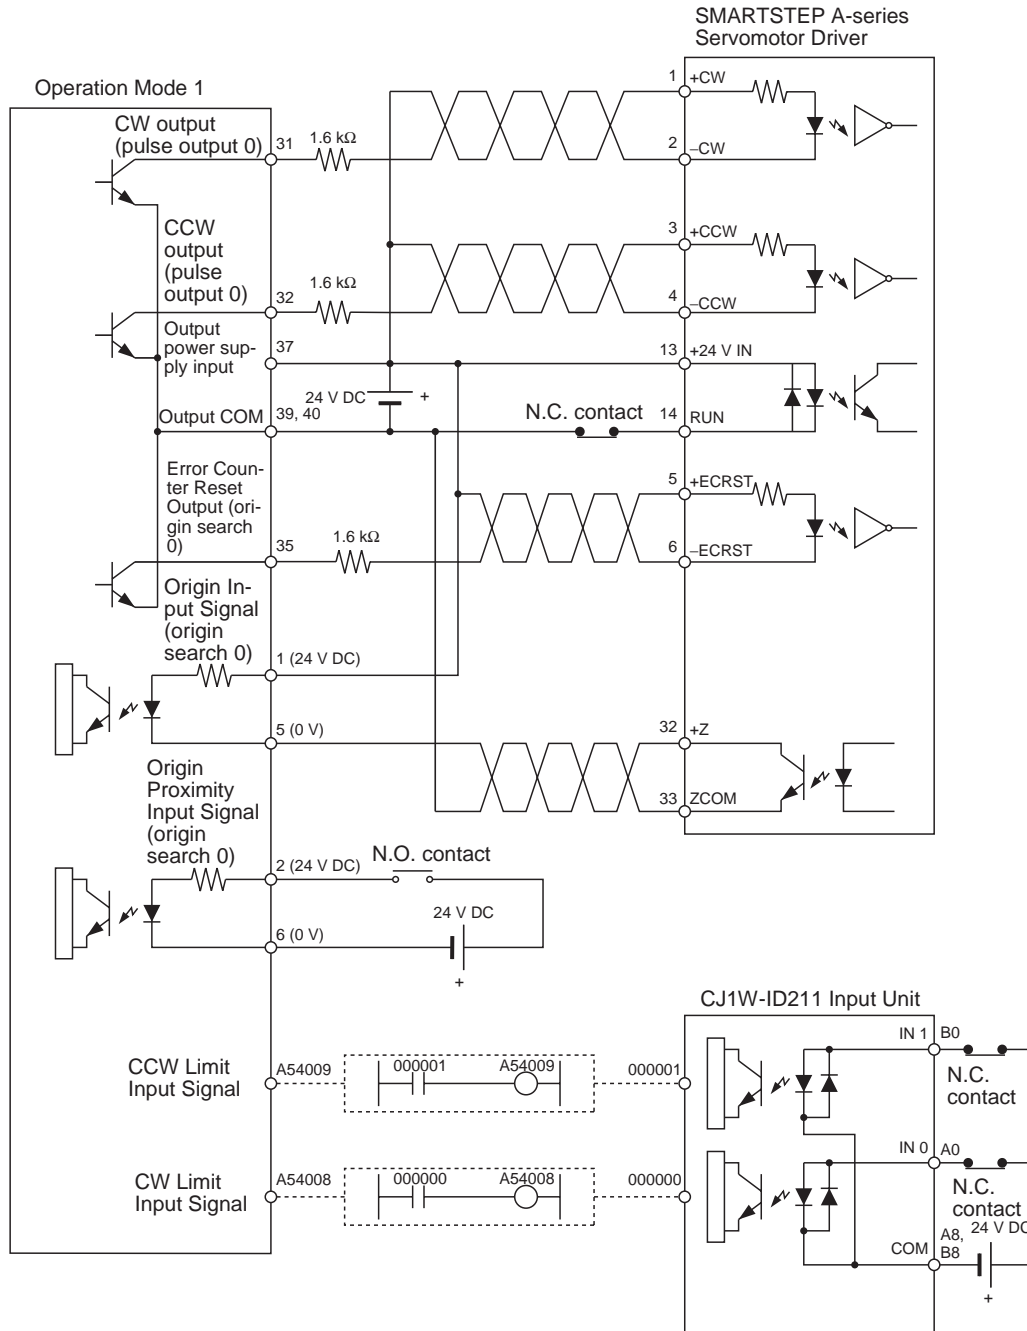 SMARTSTEP A-series
Servomotor Driver
Operation Mode 1
CW output
(pulse output 0)
31
1.6 kΩ
1
+CW
2
–CW
CCW
output
(pulse
output 0)
32
1.6 kΩ
3
+CCW
4
–CCW
Output
power sup-
ply input
37
13
+24 V IN
24 V DC
+
Output COM
39, 40
N.C. contact
14
RUN
Error Coun-
ter Reset
Output (ori-
gin search
0)
35
1.6 kΩ
5
+ECRST
6
–ECRST
Origin In-
put Signal
(origin
search 0)
1 (24 V DC)
5 (0 V)
32
+Z
33
ZCOM
Origin
Proximity
Input Signal
(origin
search 0)
2 (24 V DC)
N.O. contact
24 V DC
6 (0 V)
+
CJ1W-ID211 Input Unit
IN 1
B0
N.C.
contact
CCW Limit
Input Signal
A54009
000001
A54009
000001
IN 0
A0
N.C.
contact
CW Limit
Input Signal
A54008
000000
A54008
000000
COM
A8,
B8
24 V DC
+